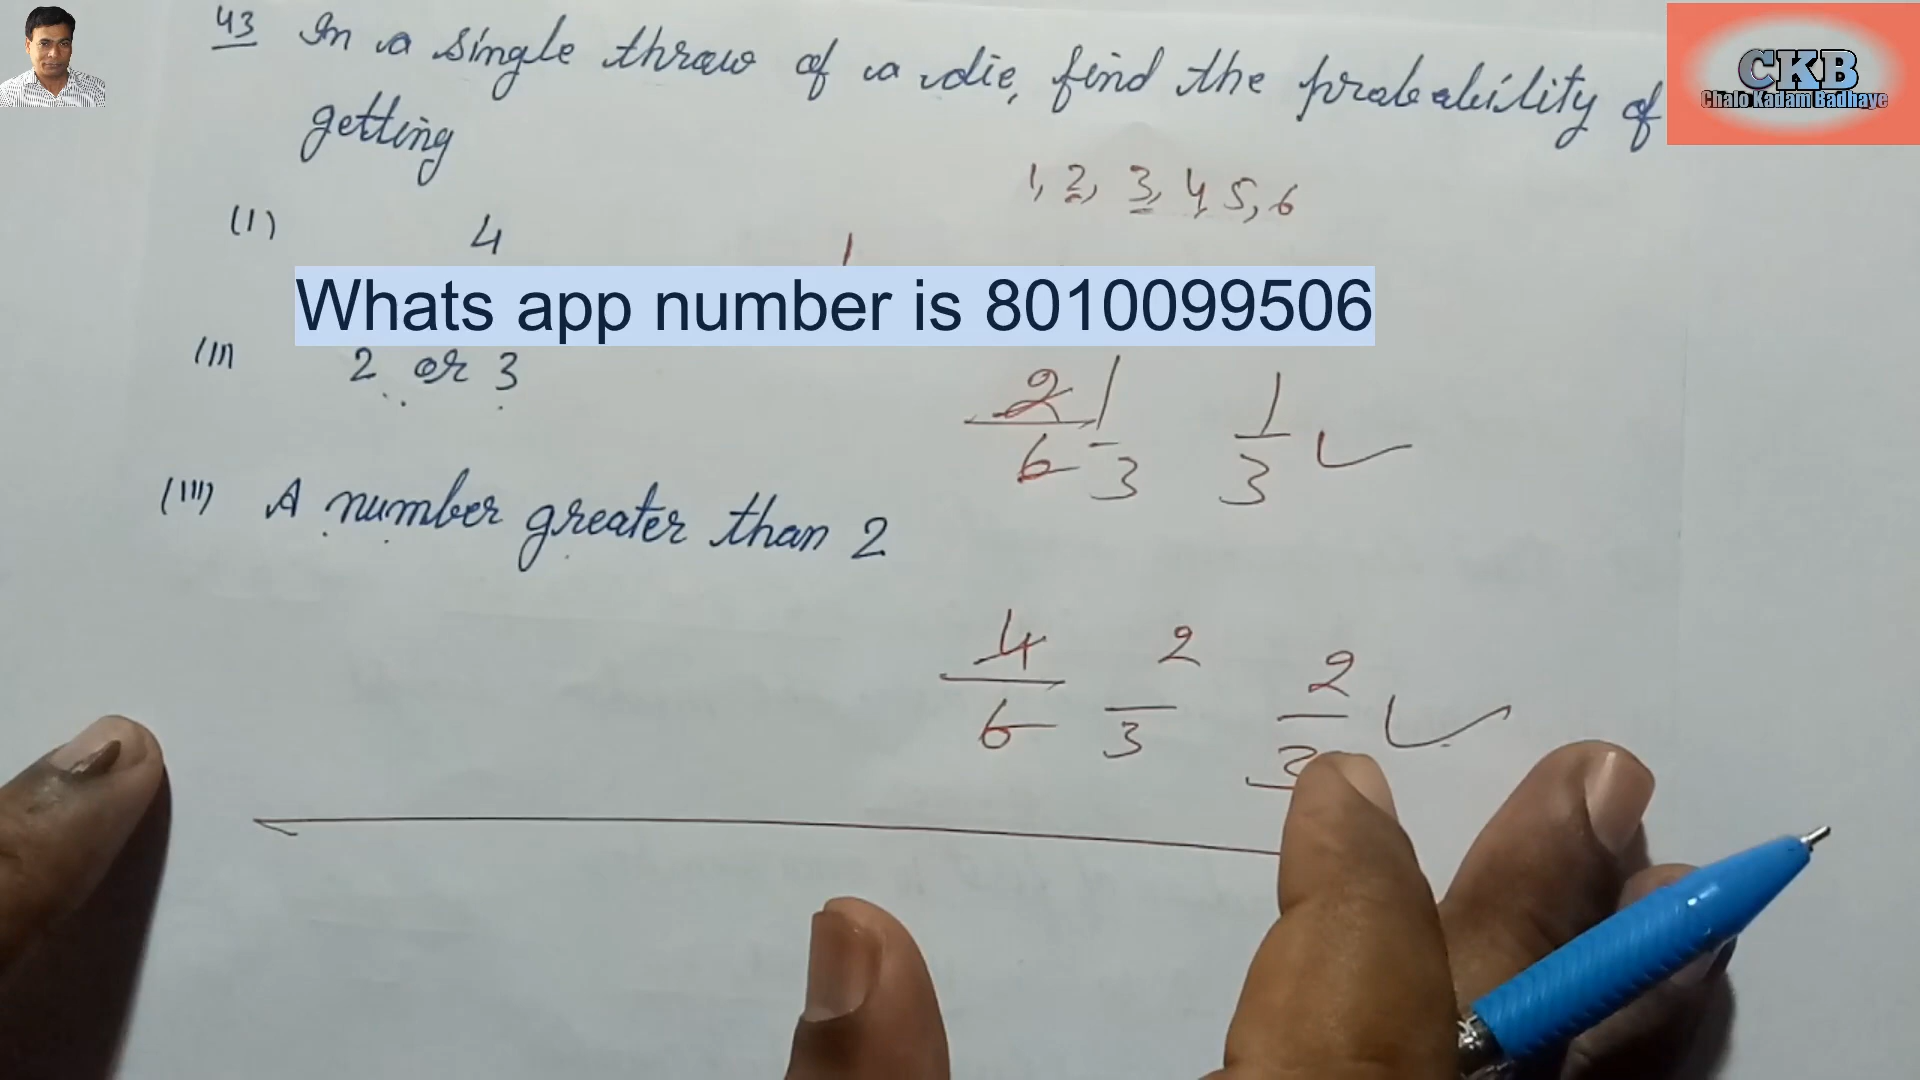 43 In a single thraw of a die, find the probability of
getting
1, 2, 3, 4, 5, 6
(I) 4
1
Whats app number is 8010099506
(II) 2 or 3
2/6 1/3 1/3
(III) A number greater than 2
4/6 2/3 2/3
CKB
Chalo Kadam Badhaye